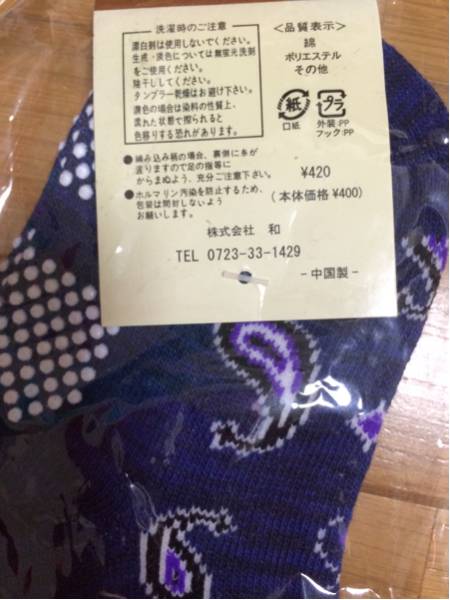 洗濯時のご注意
漂白剤は使用しないでください。
生成・淡色については無蛍光洗剤
をご使用ください。
陰干ししてください。
タンブラー乾燥はお避け下さい。
濃色の場合は染料の性質上、
濡れた状態で擦られると
色移りする恐れがあります。
●編み込み柄の場合、裏側に糸が
渡りますので足の指等に
からまぬよう、充分ご注意下さい。
●ホルマリン汚染を防止するため、
包装は開封しないよう
お願いします。
<品質表示>
綿
ポリエステル
その他
紙
口紙
プラ
外装:PP
フック:PP
¥420
(本体価格¥400)
株式会社 和
TEL 0723-33-1429
-中国製-